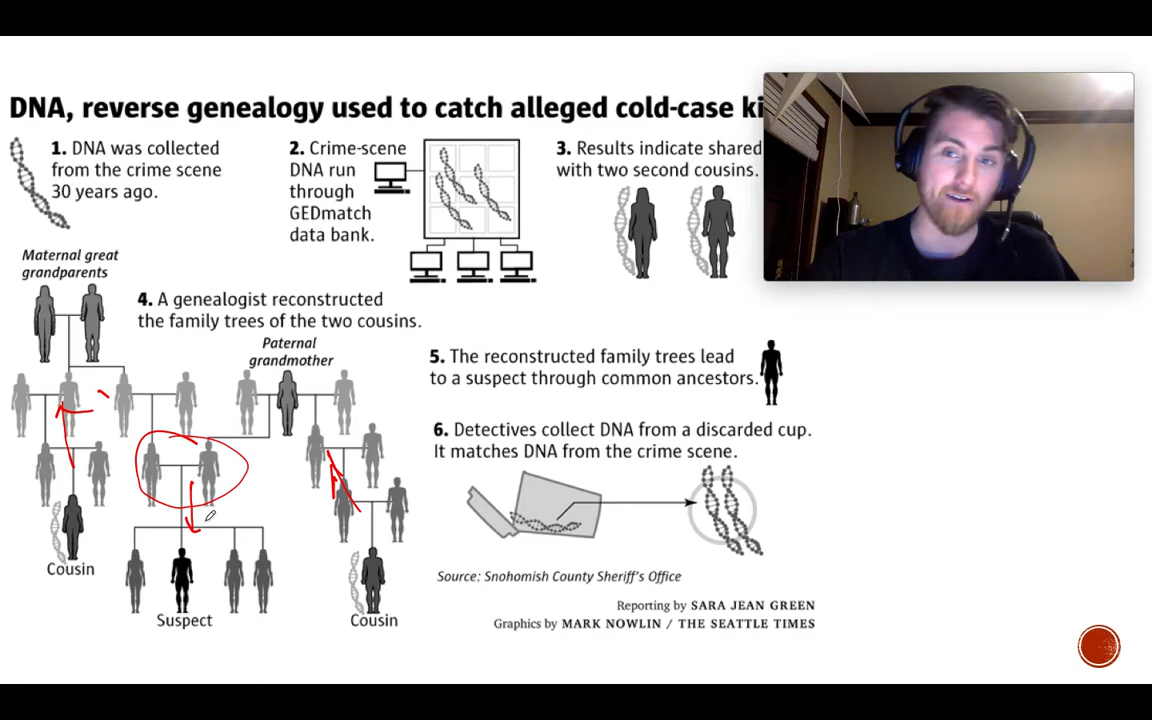 DNA, reverse genealogy used to catch alleged cold-case ki
1. DNA was collected
from the crime scene
30 years ago.
2. Crime-scene
DNA run
through
GEDmatch
data bank.
3. Results indicate shared
with two second cousins.
Maternal great
grandparents
4. A genealogist reconstructed
the family trees of the two cousins.
Paternal
grandmother
5. The reconstructed family trees lead
to a suspect through common ancestors.
6. Detectives collect DNA from a discarded cup.
It matches DNA from the crime scene.
Cousin
Suspect
Cousin
Source: Snohomish County Sheriff's Office
Reporting by SARA JEAN GREEN
Graphics by MARK NOWLIN / THE SEATTLE TIMES